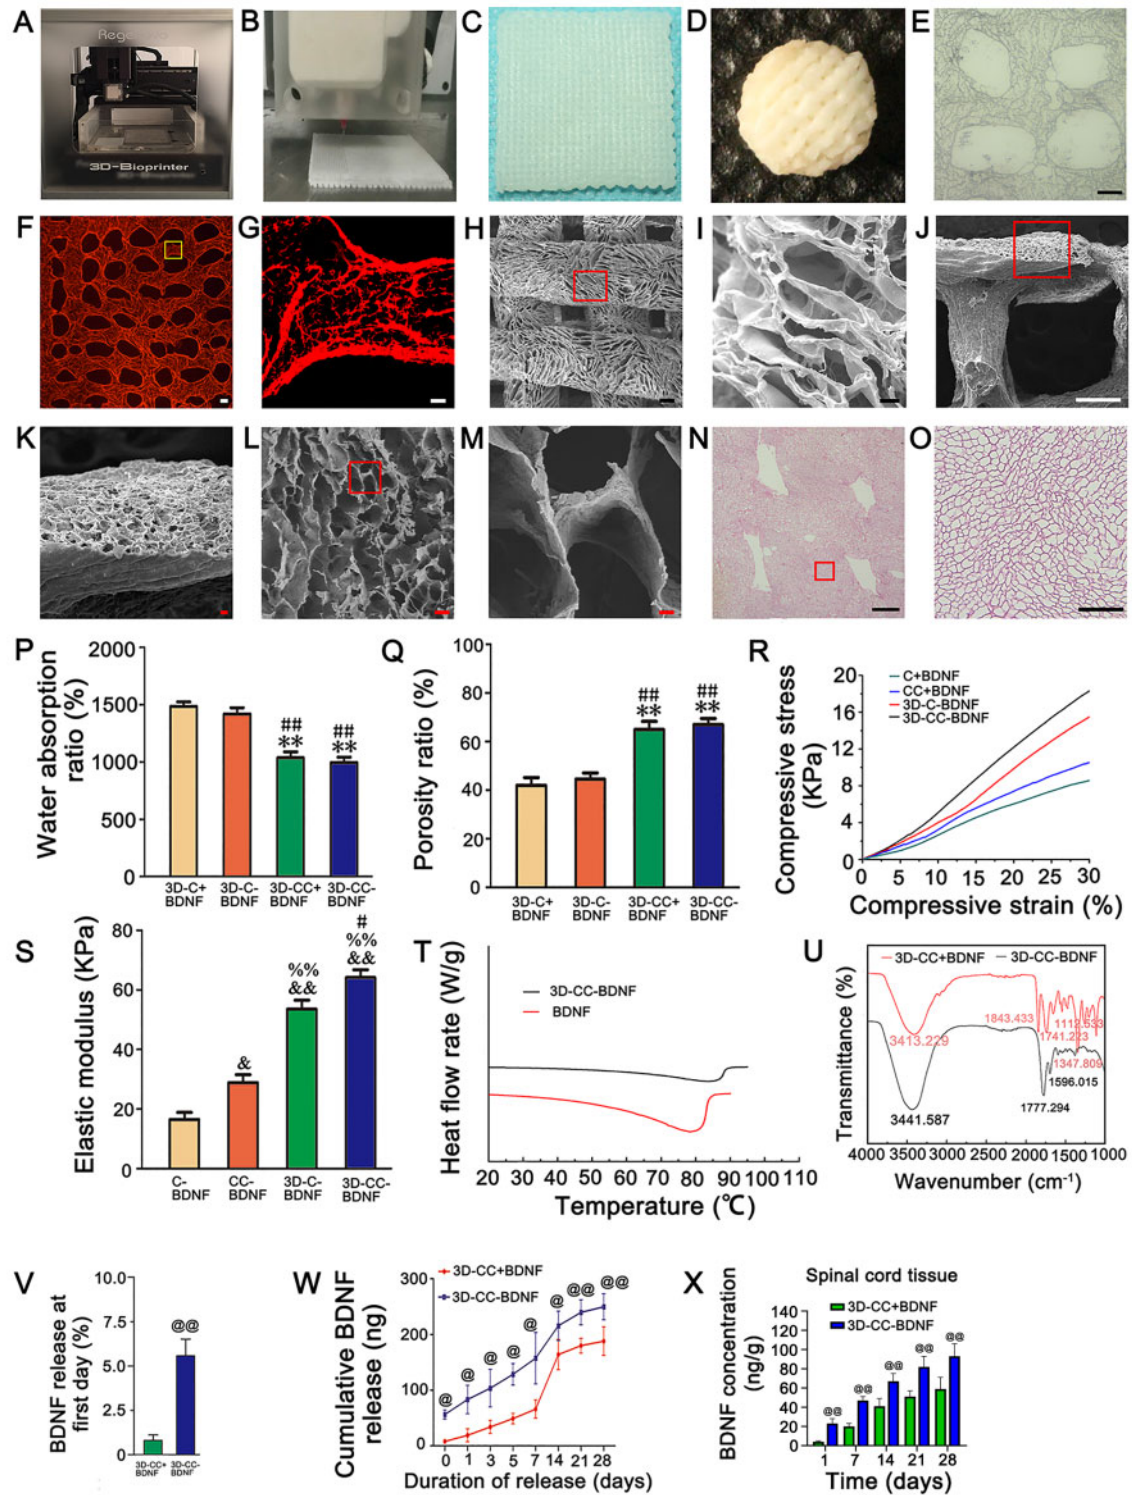 A
B
C
D
E
Rege
3D-Bioprinter
F
G
H
I
J
K
L
M
N
O
P
Water absorption
ratio (%)
2000
1500
1000
500
0
##
**
##
**
3D-C+
BDNF
3D-C-
BDNF
3D-CC+
BDNF
3D-CC-
BDNF
Q
Porosity ratio (%)
100
80
60
40
20
0
##
**
##
**
3D-C+
BDNF
3D-C-
BDNF
3D-CC+
BDNF
3D-CC-
BDNF
R
Compressive stress
(KPa)
20
16
12
8
4
0
C+BDNF
CC+BDNF
3D-C-BDNF
3D-CC-BDNF
0 5 10 15 20 25 30
Compressive strain (%)
S
Elastic modulus (KPa)
80
60
40
20
0
&
%%
&&
#
%%
&&
C-
BDNF
CC-
BDNF
3D-C-
BDNF
3D-CC-
BDNF
T
Heat flow rate (W/g)
3D-CC-BDNF
BDNF
20 30 40 50 60 70 80 90 100 110
Temperature (℃)
U
Transmittance (%)
3D-CC+BDNF
3D-CC-BDNF
3413.229
1843.433
1112.533
1741.223
1347.809
1596.015
1777.294
3441.587
4000 3500 3000 2500 2000 1500 1000
Wavenumber (cm-1)
V
BDNF release at
first day (%)
10.0
7.5
5.0
2.5
0
@@
3D-CC+
BDNF
3D-CC-
BDNF
W
Cumulative BDNF
release (ng)
300
200
100
0
3D-CC+BDNF
3D-CC-BDNF
@ @ @ @ @ @ @@ @@
0 1 3 5 7 14 21 28
Duration of release (days)
X
Spinal cord tissue
BDNF concentration
(ng/g)
140
120
100
80
60
40
20
0
3D-CC+BDNF
3D-CC-BDNF
@@ @@ @@ @@ @@
1 7 14 21 28
Time (days)